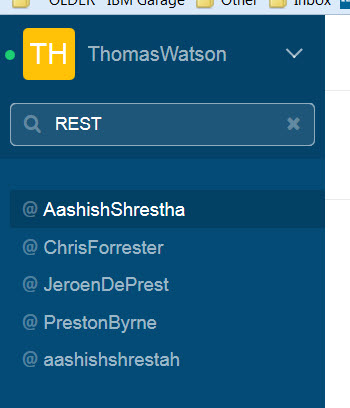 OLDER IBM Garage Other Inbox
TH ThomasWatson
REST
@ AashishShrestha
@ ChrisForrester
@ JeroenDePrest
@ PrestonByrne
@ aashishshrestah